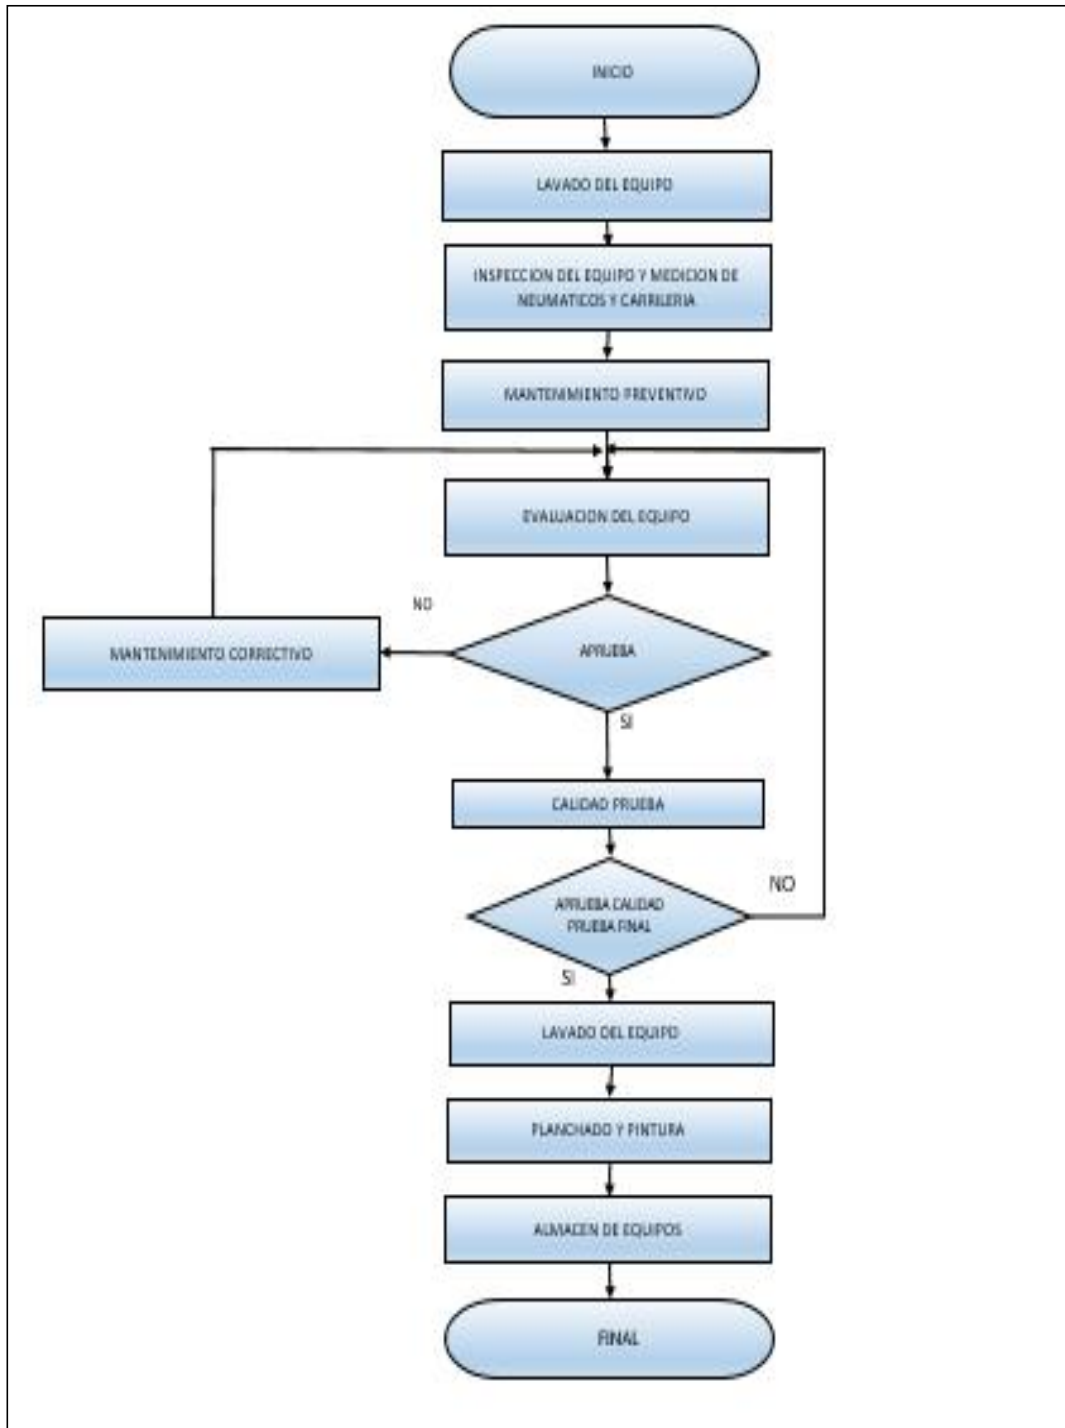 INICIO
LAVADO DEL EQUIPO
INSPECCION DEL EQUIPO Y MEDICION DE
NEUMATICOS Y CARRILERIA
MANTENIMIENTO PREVENTIVO
EVALUACION DEL EQUIPO
NO
MANTENIMIENTO CORRECTIVO
APRUEBA
SI
CALIDAD PRUEBA
APRUEBA CALIDAD
PRUEBA FINAL
NO
SI
LAVADO DEL EQUIPO
PLANCHADO Y PINTURA
ALMACEN DE EQUIPOS
FINAL